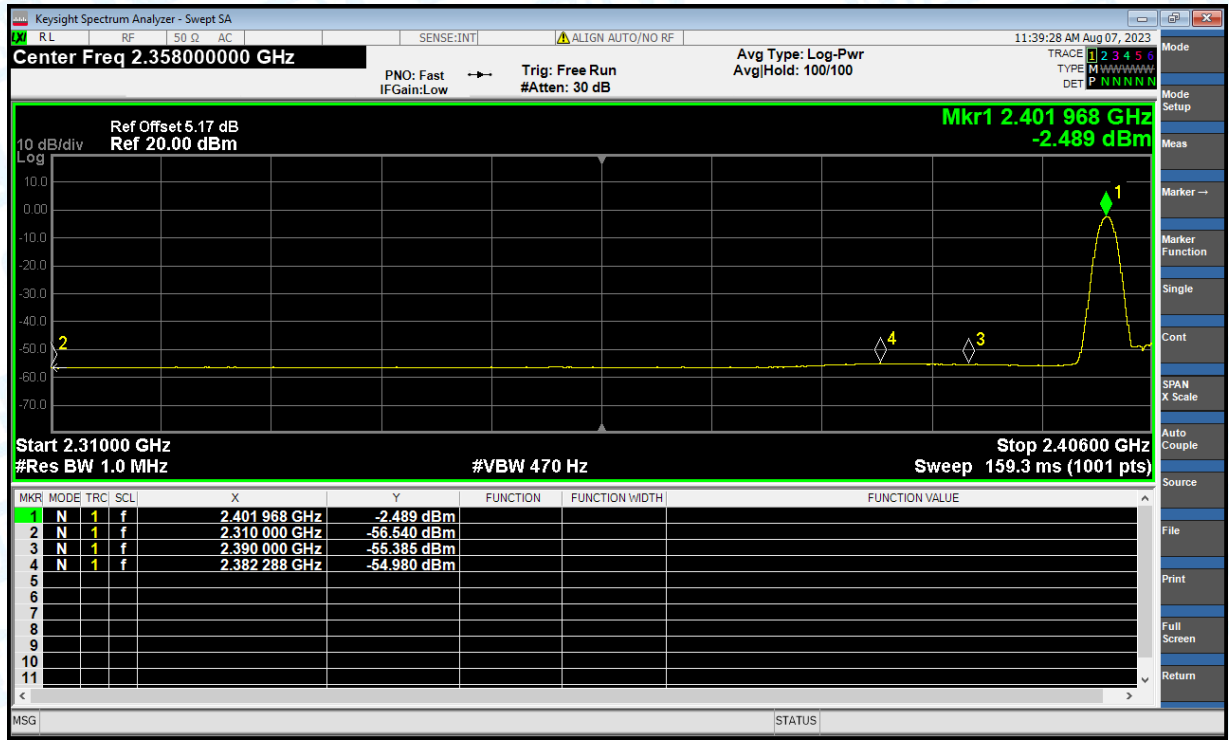 Keysight Spectrum Analyzer - Swept SA
LXI RL RF 50 Ω AC SENSE:INT ALIGN AUTO/NO RF 11:39:28 AM Aug 07, 2023
Center Freq 2.358000000 GHz
PNO: Fast
IFGain:Low
Trig: Free Run
#Atten: 30 dB
Avg Type: Log-Pwr
Avg|Hold: 100/100
TRACE 1 2 3 4 5 6
TYPE M WWWWW
DET P N N N N N
Mkr1 2.401 968 GHz
-2.489 dBm
Ref Offset 5.17 dB
10 dB/div Ref 20.00 dBm
Log
10.0
0.00
-10.0
-20.0
-30.0
-40.0
-50.0
-60.0
-70.0
1
2
4
3
Start 2.31000 GHz Stop 2.40600 GHz
#Res BW 1.0 MHz #VBW 470 Hz Sweep 159.3 ms (1001 pts)
MKR MODE TRC SCL X Y FUNCTION FUNCTION WIDTH FUNCTION VALUE
1 N 1 f 2.401 968 GHz -2.489 dBm
2 N 1 f 2.310 000 GHz -56.540 dBm
3 N 1 f 2.390 000 GHz -55.385 dBm
4 N 1 f 2.382 288 GHz -54.980 dBm
5
6
7
8
9
10
11
MSG STATUS
Mode
Mode
Setup
Meas
Marker→
Marker
Function
Single
Cont
SPAN
X Scale
Auto
Couple
Source
File
Print
Full
Screen
Return